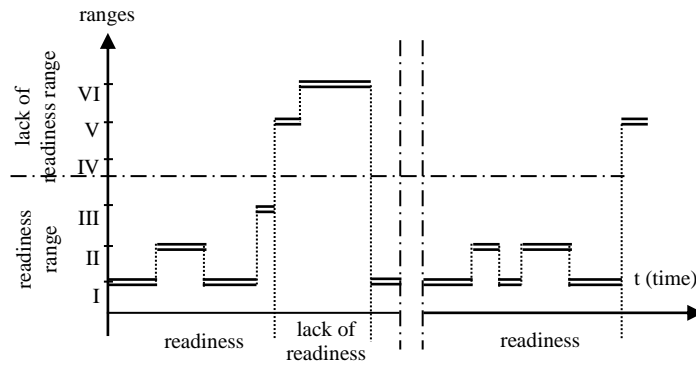 ranges
lack of
readiness range
VI
V
IV
readiness
range
III
II
I
t (time)
readiness
lack of
readiness
readiness